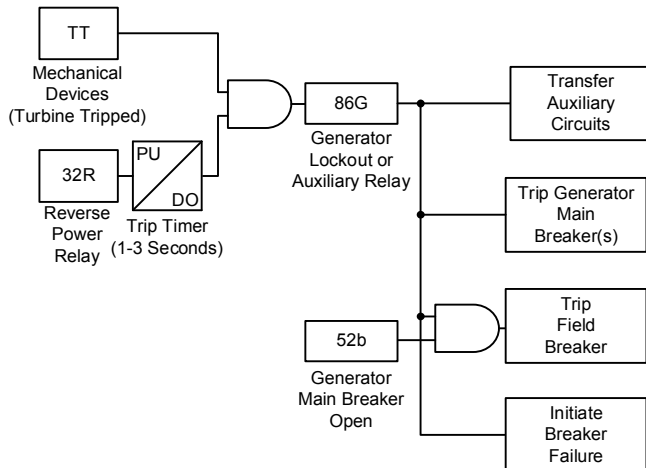 TT
Mechanical
Devices
(Turbine Tripped)
32R
Reverse
Power
Relay
PU
DO
Trip Timer
(1-3 Seconds)
86G
Generator
Lockout or
Auxiliary Relay
52b
Generator
Main Breaker
Open
Transfer
Auxiliary
Circuits
Trip Generator
Main
Breaker(s)
Trip
Field
Breaker
Initiate
Breaker
Failure